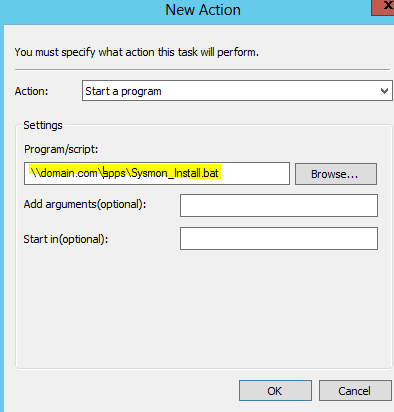 New Action
X
You must specify what action this task will perform.
Action:
Start a program
Settings
Program/script:
\\domain.com\apps\Sysmon_Install.bat
Browse...
Add arguments(optional):
Start in(optional):
OK
Cancel